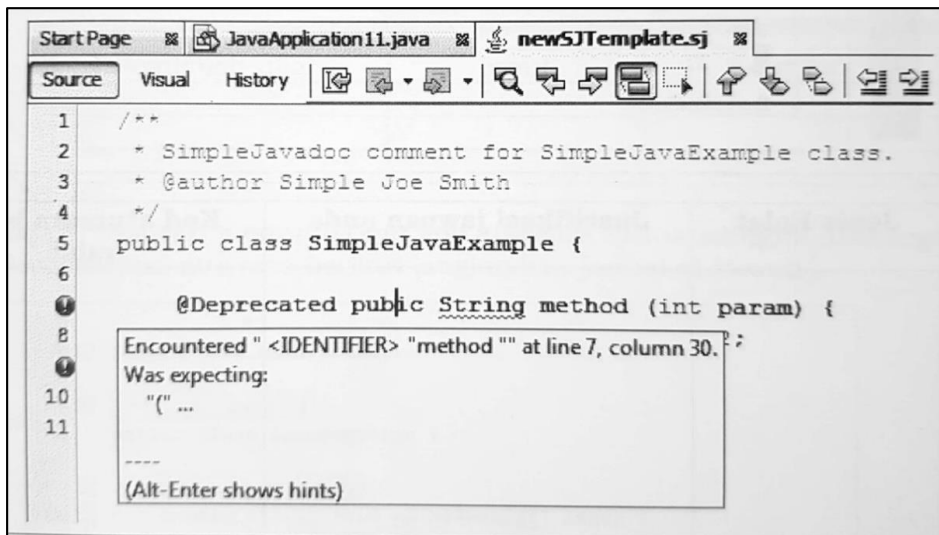 Start Page JavaApplication11.java newSJTemplate.sj
Source Visual History
1 /**
2 * SimpleJavadoc comment for SimpleJavaExample class.
3 * @author Simple Joe Smith
4 */
5 public class SimpleJavaExample {
6
@Deprecated pubic String method (int param) {
8 ;
Encountered " <IDENTIFIER> "method "" at line 7, column 30.
Was expecting:
10 "(" ...
11
----
(Alt-Enter shows hints)